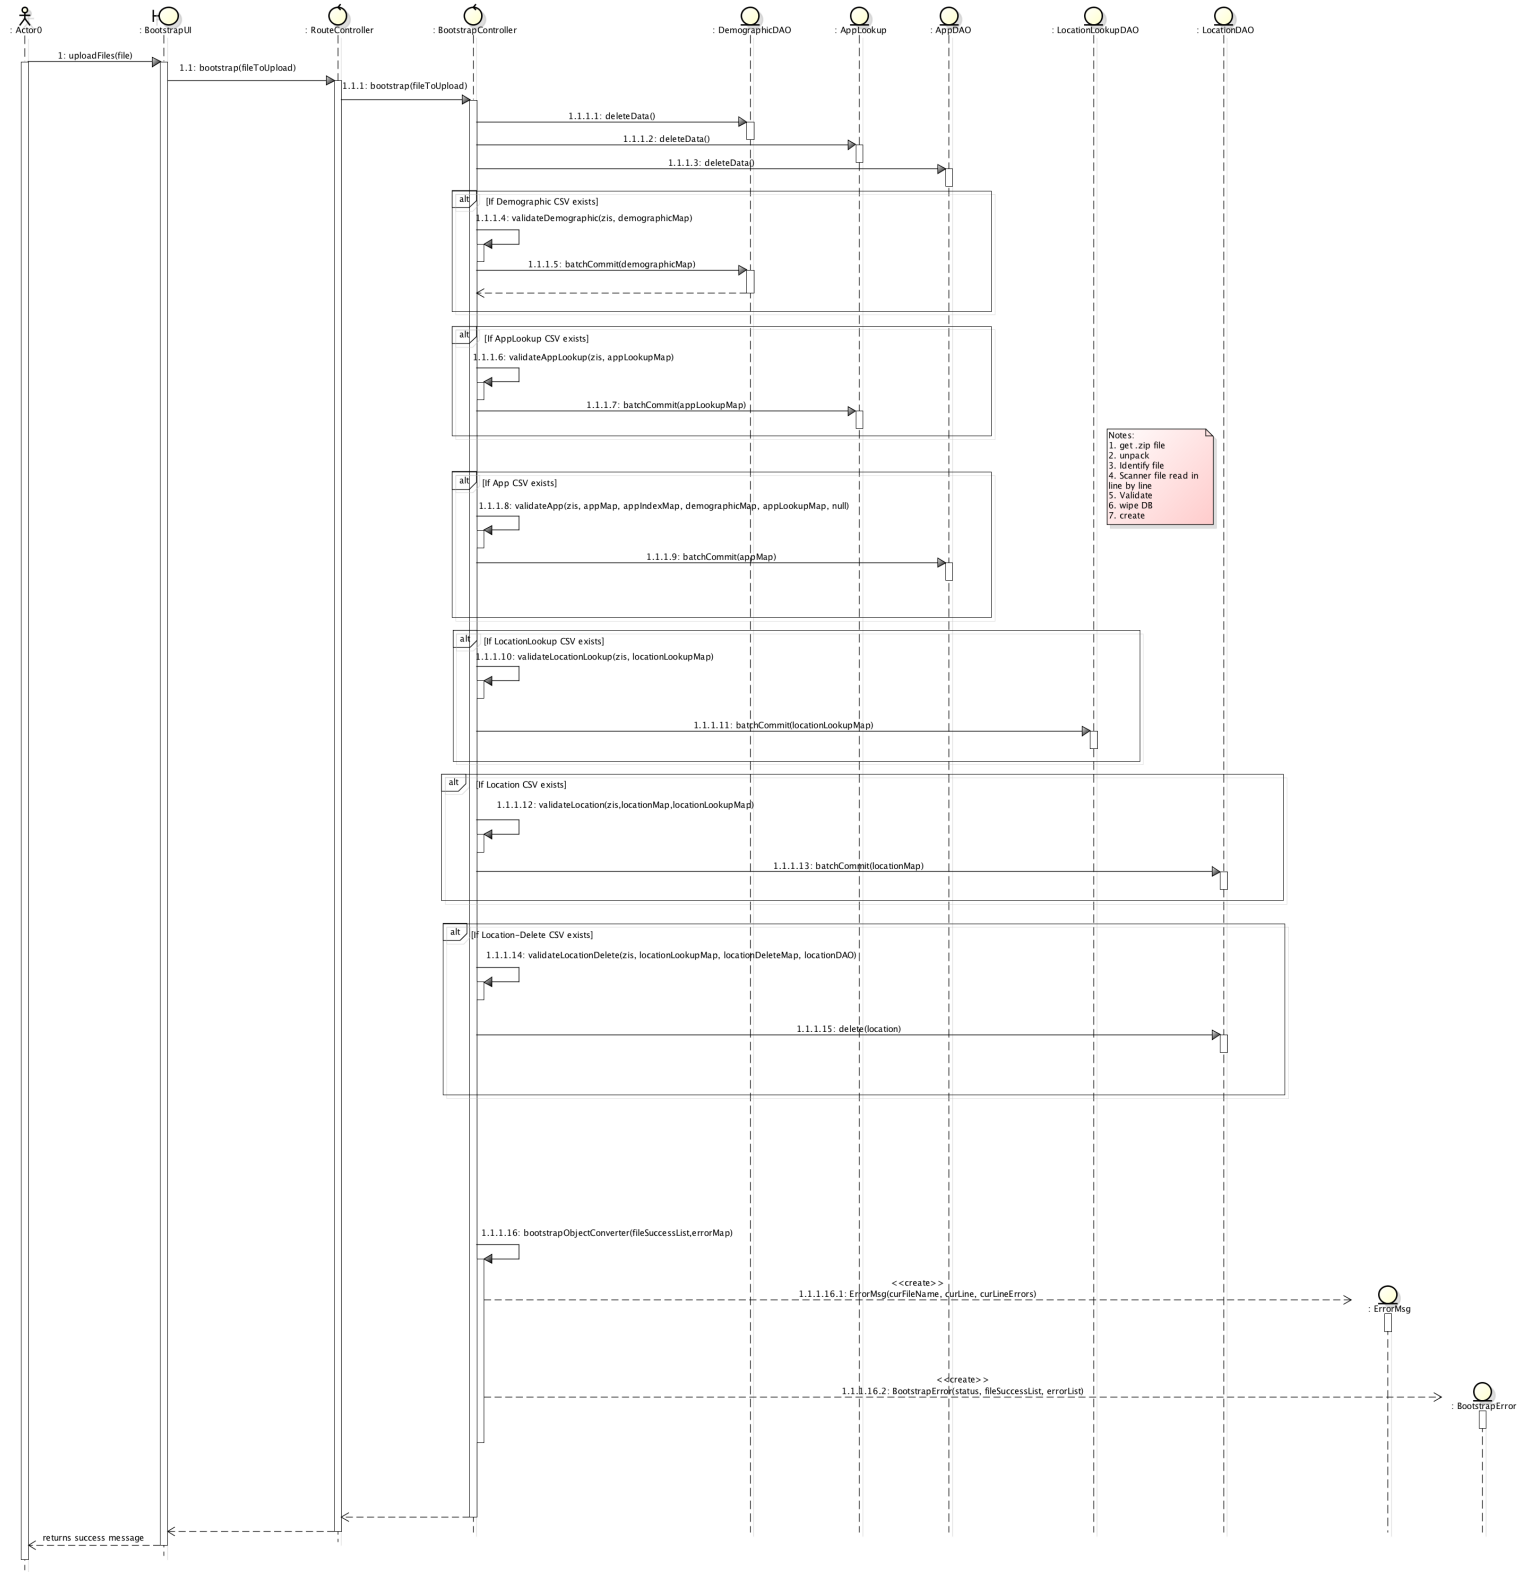 : Actor0
: BootstrapUI
: RouteController
: BootstrapController
: DemographicDAO
: AppLookup
: AppDAO
: LocationLookupDAO
: LocationDAO
1: uploadFiles(file)
1.1: bootstrap(fileToUpload)
1.1.1: bootstrap(fileToUpload)
1.1.1.1: deleteData()
1.1.1.2: deleteData()
1.1.1.3: deleteData()
alt
[If Demographic CSV exists]
1.1.1.4: validateDemographic(zis, demographicMap)
1.1.1.5: batchCommit(demographicMap)
alt
[If AppLookup CSV exists]
1.1.1.6: validateAppLookup(zis, appLookupMap)
1.1.1.7: batchCommit(appLookupMap)
Notes:
1. get .zip file
2. unpack
3. Identify file
4. Scanner file read in
line by line
5. Validate
6. wipe DB
7. create
alt
[If App CSV exists]
1.1.1.8: validateApp(zis, appMap, appIndexMap, demographicMap, appLookupMap, null)
1.1.1.9: batchCommit(appMap)
alt
[If LocationLookup CSV exists]
1.1.1.10: validateLocationLookup(zis, locationLookupMap)
1.1.1.11: batchCommit(locationLookupMap)
alt
[If Location CSV exists]
1.1.1.12: validateLocation(zis,locationMap,locationLookupMap)
1.1.1.13: batchCommit(locationMap)
alt
[If Location-Delete CSV exists]
1.1.1.14: validateLocationDelete(zis, locationLookupMap, locationDeleteMap, locationDAO)
1.1.1.15: delete(location)
1.1.1.16: bootstrapObjectConverter(fileSuccessList,errorMap)
<<create>>
1.1.1.16.1: ErrorMsg(curFileName, curLine, curLineErrors)
: ErrorMsg
<<create>>
1.1.1.16.2: BootstrapError(status, fileSuccessList, errorList)
: BootstrapError
returns success message